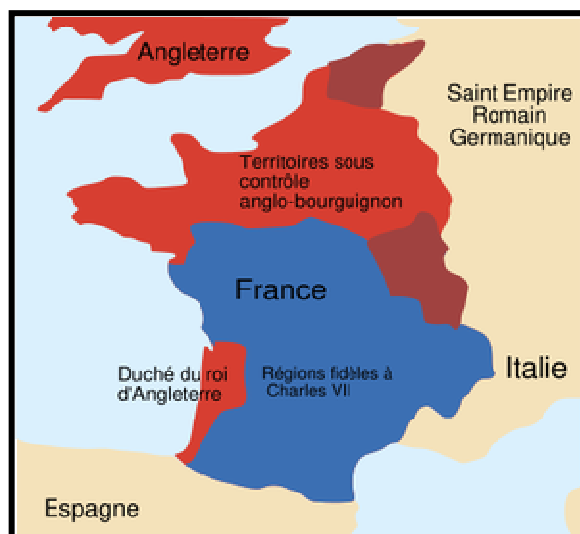 Angleterre
Saint Empire
Romain
Germanique
Territoires sous
contrôle
anglo-bourguignon
France
Italie
Duché du roi
d'Angleterre
Régions fidèles à
Charles VII
Espagne